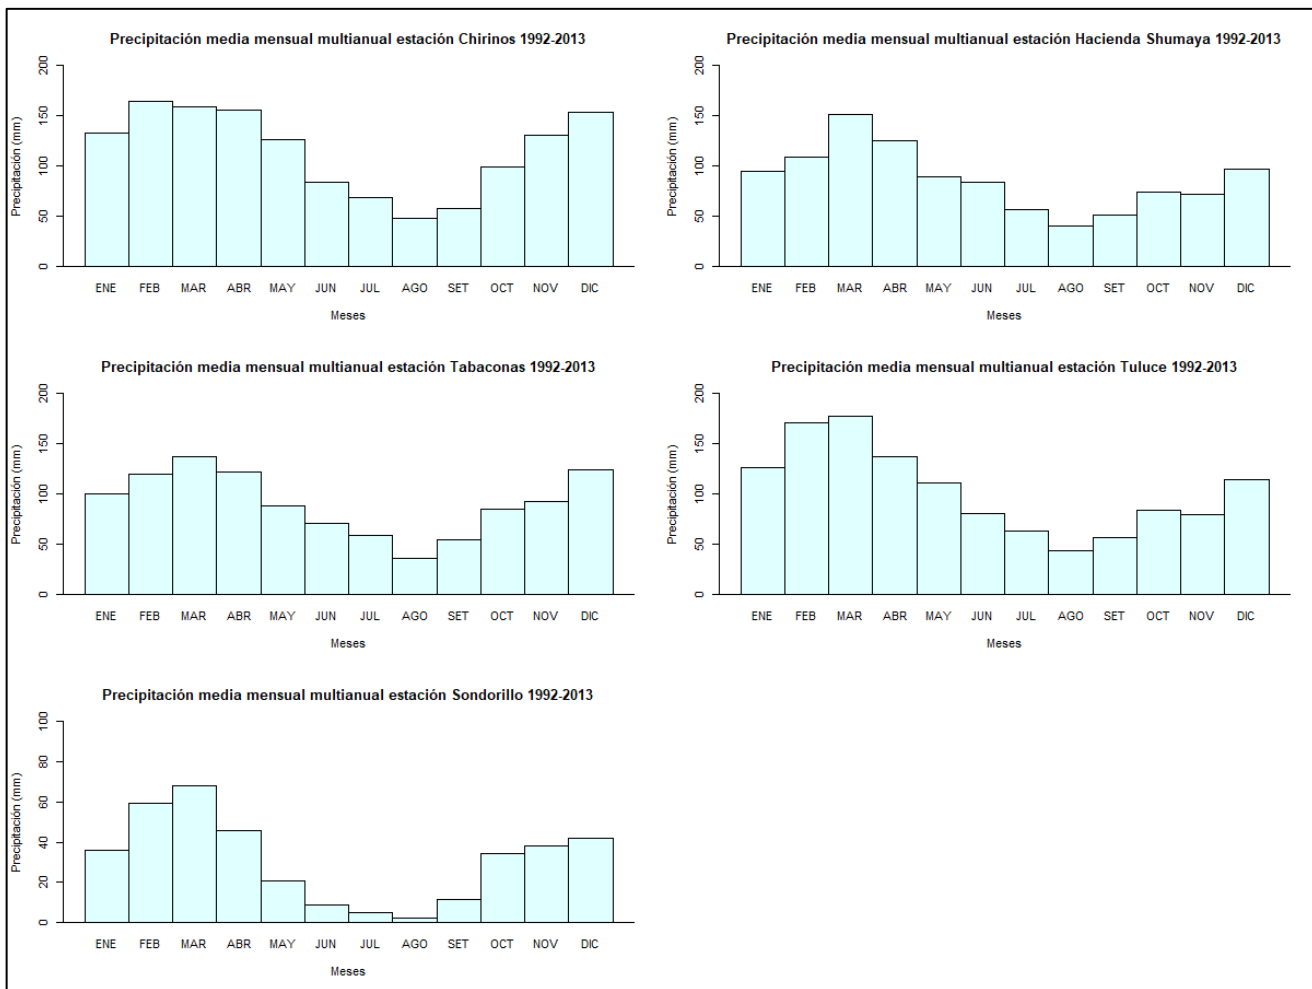 Precipitación media mensual multianual estación Chirinos 1992-2013
Precipitación (mm)
200
150
100
50
0
ENE FEB MAR ABR MAY JUN JUL AGO SET OCT NOV DIC
Meses
Precipitación media mensual multianual estación Hacienda Shumaya 1992-2013
Precipitación (mm)
200
150
100
50
0
ENE FEB MAR ABR MAY JUN JUL AGO SET OCT NOV DIC
Meses
Precipitación media mensual multianual estación Tabaconas 1992-2013
Precipitación (mm)
200
150
100
50
0
ENE FEB MAR ABR MAY JUN JUL AGO SET OCT NOV DIC
Meses
Precipitación media mensual multianual estación Tuluce 1992-2013
Precipitación (mm)
200
150
100
50
0
ENE FEB MAR ABR MAY JUN JUL AGO SET OCT NOV DIC
Meses
Precipitación media mensual multianual estación Sondorillo 1992-2013
Precipitación (mm)
100
80
60
40
20
0
ENE FEB MAR ABR MAY JUN JUL AGO SET OCT NOV DIC
Meses